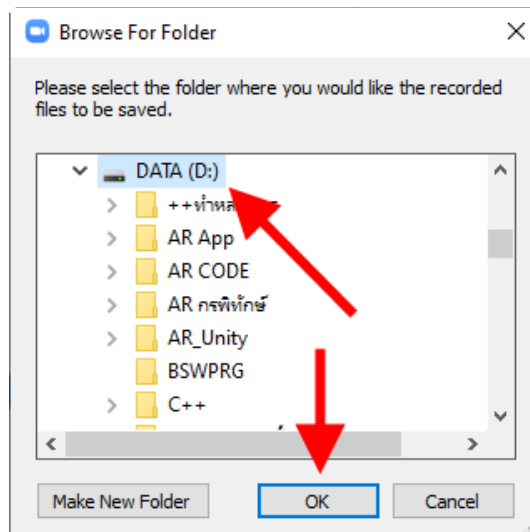 Browse For Folder
Please select the folder where you would like the recorded
files to be saved.
DATA (D:)
AR App
AR CODE
AR กรพิทักษ์
AR_Unity
BSWPRG
C++
Make New Folder
OK
Cancel